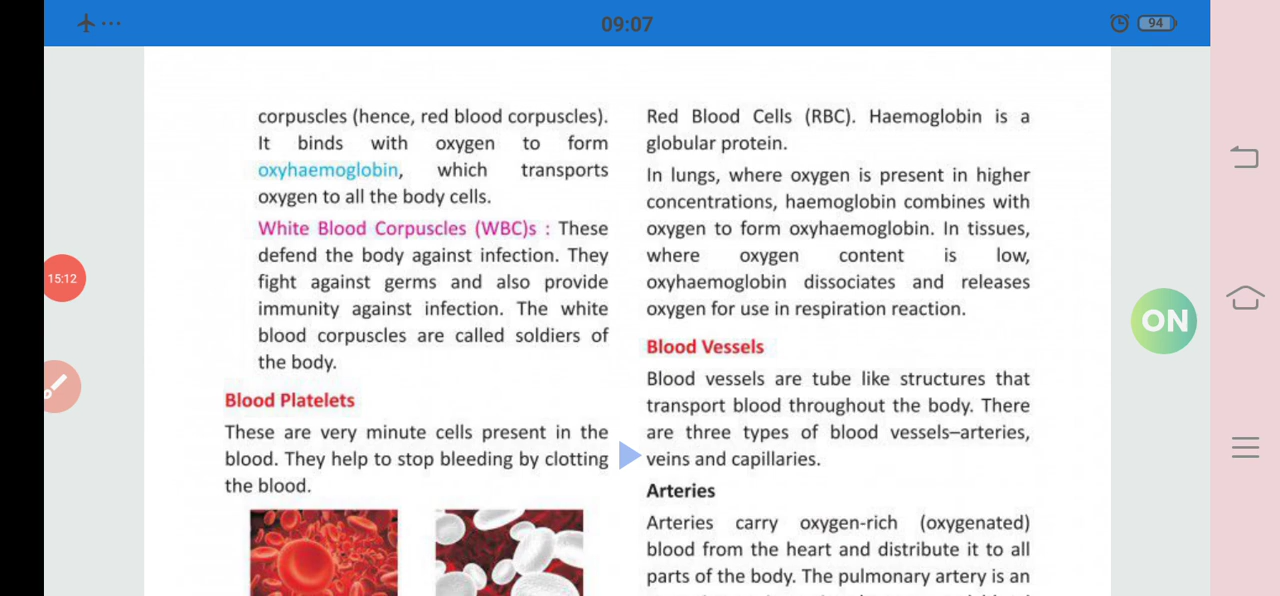 09:07
94
corpuscles (hence, red blood corpuscles).
It binds with oxygen to form
oxyhaemoglobin, which transports
oxygen to all the body cells.
White Blood Corpuscles (WBC)s : These
defend the body against infection. They
fight against germs and also provide
immunity against infection. The white
blood corpuscles are called soldiers of
the body.
Blood Platelets
These are very minute cells present in the
blood. They help to stop bleeding by clotting
the blood.
Red Blood Cells (RBC). Haemoglobin is a
globular protein.
In lungs, where oxygen is present in higher
concentrations, haemoglobin combines with
oxygen to form oxyhaemoglobin. In tissues,
where oxygen content is low,
oxyhaemoglobin dissociates and releases
oxygen for use in respiration reaction.
Blood Vessels
Blood vessels are tube like structures that
transport blood throughout the body. There
are three types of blood vessels–arteries,
veins and capillaries.
Arteries
Arteries carry oxygen-rich (oxygenated)
blood from the heart and distribute it to all
parts of the body. The pulmonary artery is an
15:12
ON